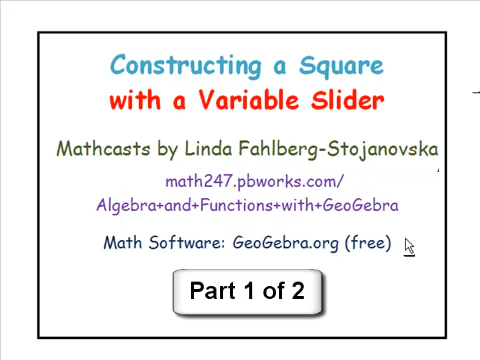 Constructing a Square
with a Variable Slider
Mathcasts by Linda Fahlberg-Stojanovska
math247.pbworks.com/
Algebra+and+Functions+with+GeoGebra
Math Software: GeoGebra.org (free)
Part 1 of 2